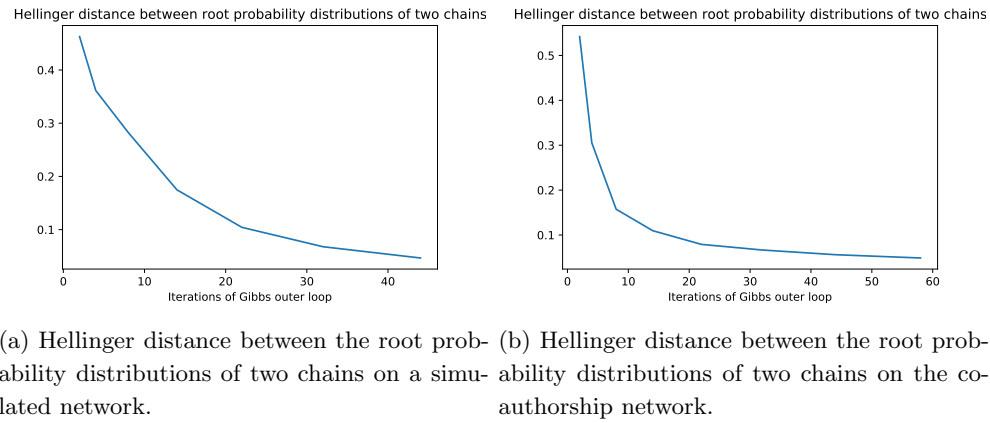 Hellinger distance between root probability distributions of two chains
0.4
0.3
0.2
0.1
0 10 20 30 40
Iterations of Gibbs outer loop
Hellinger distance between root probability distributions of two chains
0.5
0.4
0.3
0.2
0.1
0 10 20 30 40 50 60
Iterations of Gibbs outer loop
(a) Hellinger distance between the root prob-
ability distributions of two chains on a simu-
lated network.
(b) Hellinger distance between the root prob-
ability distributions of two chains on the co-
authorship network.